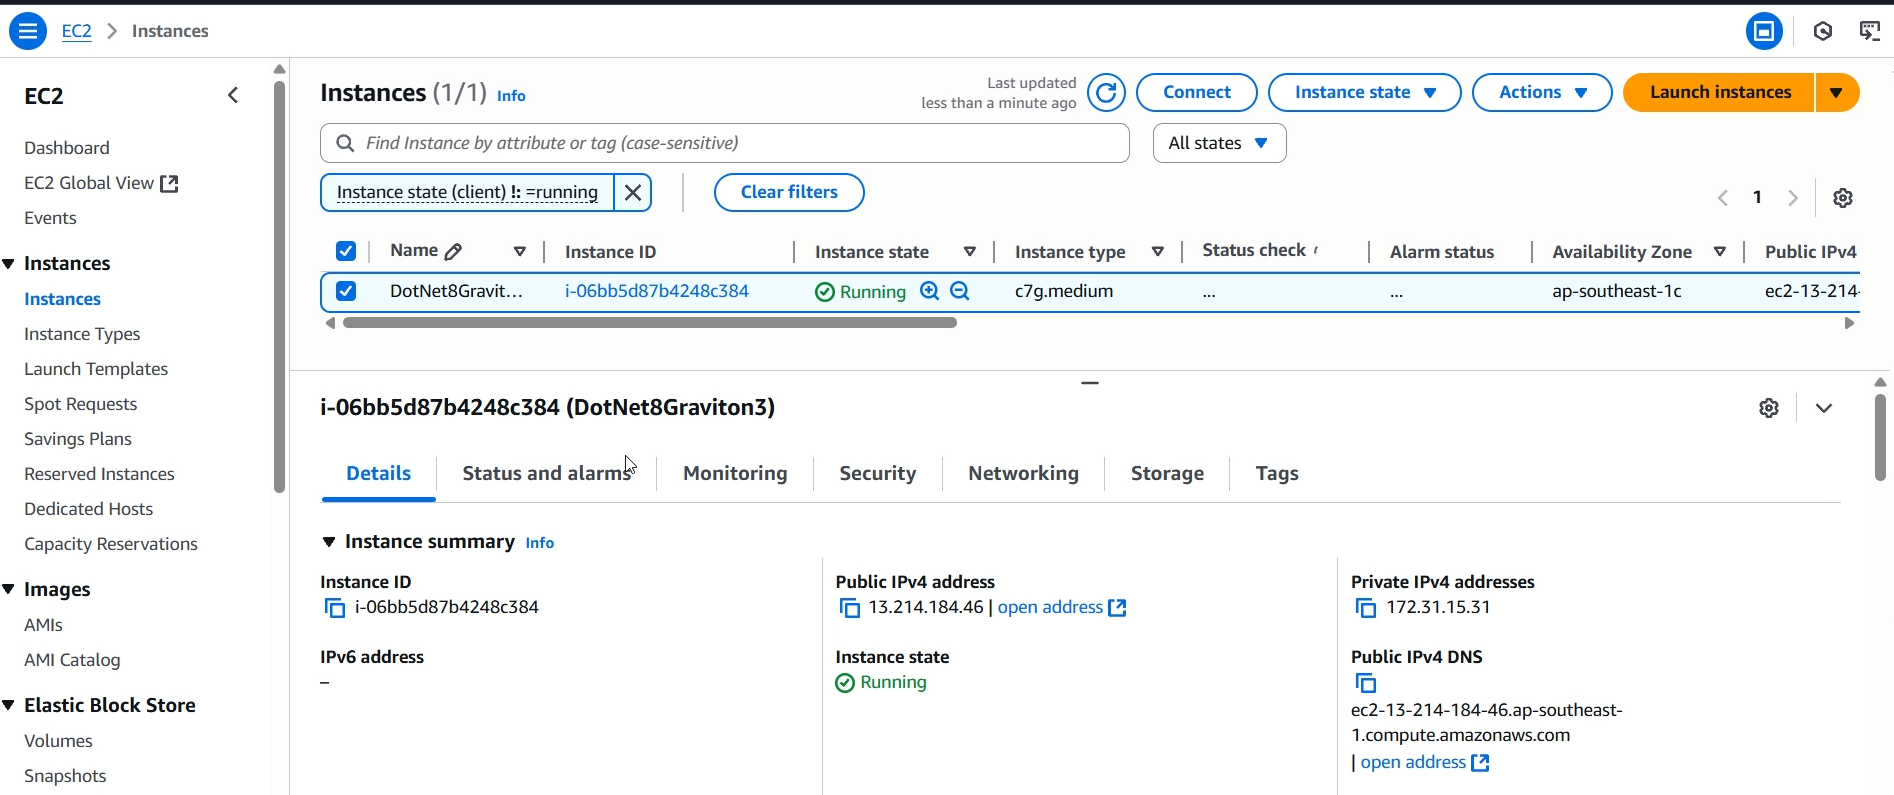 EC2 > Instances
EC2
Dashboard
EC2 Global View
Events
Instances
Instances
Instance Types
Launch Templates
Spot Requests
Savings Plans
Reserved Instances
Dedicated Hosts
Capacity Reservations
Images
AMIs
AMI Catalog
Elastic Block Store
Volumes
Snapshots
Instances (1/1) Info
Last updated
less than a minute ago
Connect
Instance state
Actions
Launch instances
Find Instance by attribute or tag (case-sensitive)
All states
Instance state (client) !: =running
Clear filters
1
Name Instance ID Instance state Instance type Status check Alarm status Availability Zone Public IPv4
DotNet8Gravit... i-06bb5d87b4248c384 Running c7g.medium ... ... ap-southeast-1c ec2-13-214-
i-06bb5d87b4248c384 (DotNet8Graviton3)
Details Status and alarms Monitoring Security Networking Storage Tags
Instance summary Info
Instance ID
i-06bb5d87b4248c384
Public IPv4 address
13.214.184.46 | open address
Private IPv4 addresses
172.31.15.31
IPv6 address
–
Instance state
Running
Public IPv4 DNS
ec2-13-214-184-46.ap-southeast-
1.compute.amazonaws.com
| open address